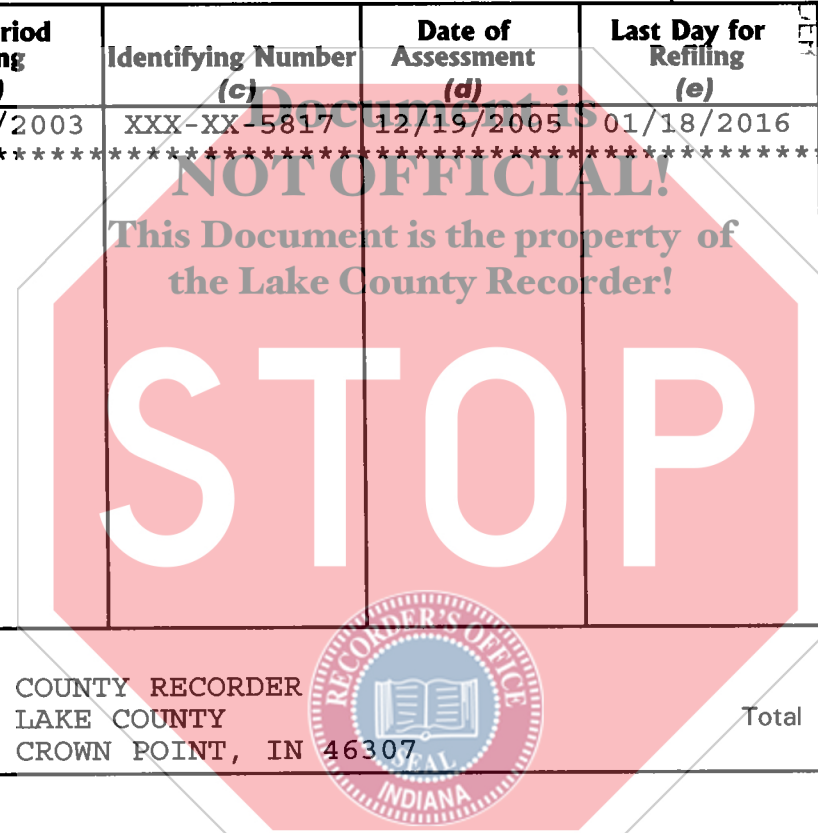 riod
ng
)
Identifying Number
(c)
Date of
Assessment
(d)
Last Day for
Refiling
(e)
/2003 XXX-XX-5817 12/19/2005 01/18/2016
****************************************
Document is
NOT OFFICIAL!
This Document is the property of
the Lake County Recorder!
STOP
COUNTY RECORDER
LAKE COUNTY
CROWN POINT, IN 46307
Total
RECORDER'S OFFICE
SEAL
INDIANA